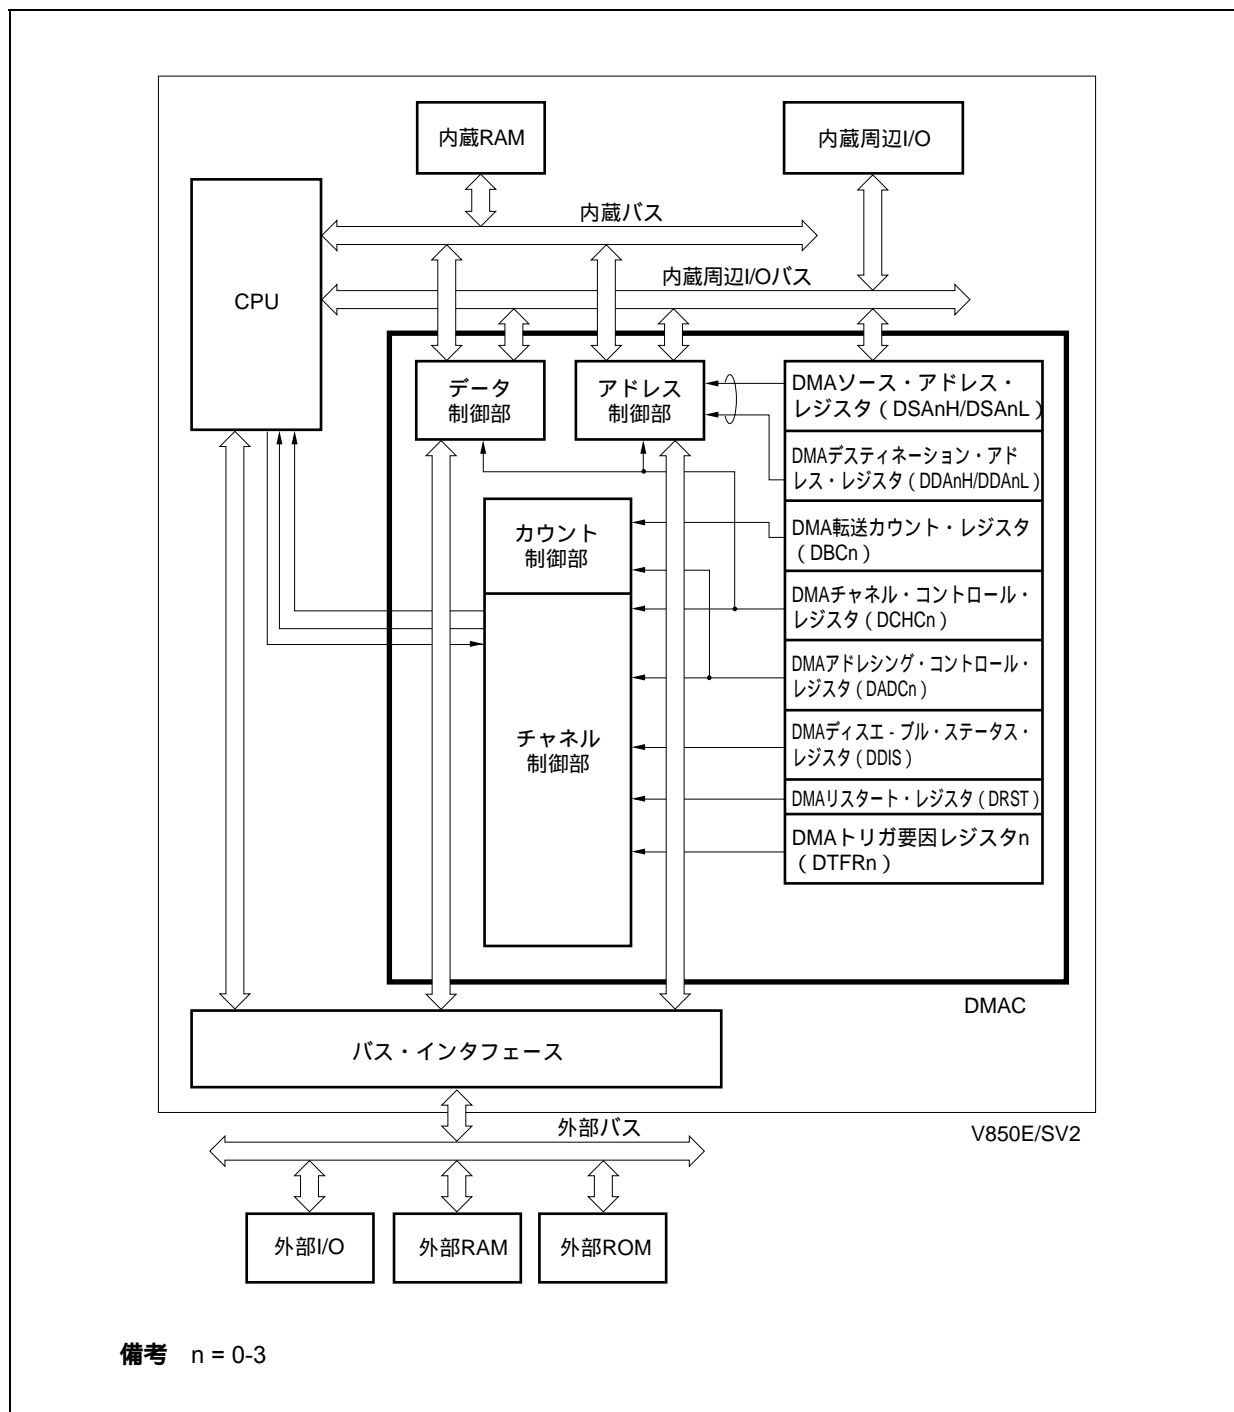 内蔵RAM
内蔵周辺I/O
内蔵バス
内蔵周辺I/Oバス
CPU
データ
制御部
アドレス
制御部
DMAソース・アドレス・
レジスタ（DSAnH/DSAnL）
DMAデスティネーション・アド
レス・レジスタ（DDAnH/DDAnL）
カウント
制御部
DMA転送カウント・レジスタ
（DBCn）
DMAチャネル・コントロール・
レジスタ（DCHCn）
DMAアドレシング・コントロール・
レジスタ（DADCn）
チャネル
制御部
DMAディスエ - ブル・ステータス・
レジスタ（DDIS）
DMAリスタート・レジスタ（DRST）
DMAトリガ要因レジスタn
（DTFRn）
DMAC
バス・インタフェース
外部バス
V850E/SV2
外部I/O
外部RAM
外部ROM
備考 n = 0-3